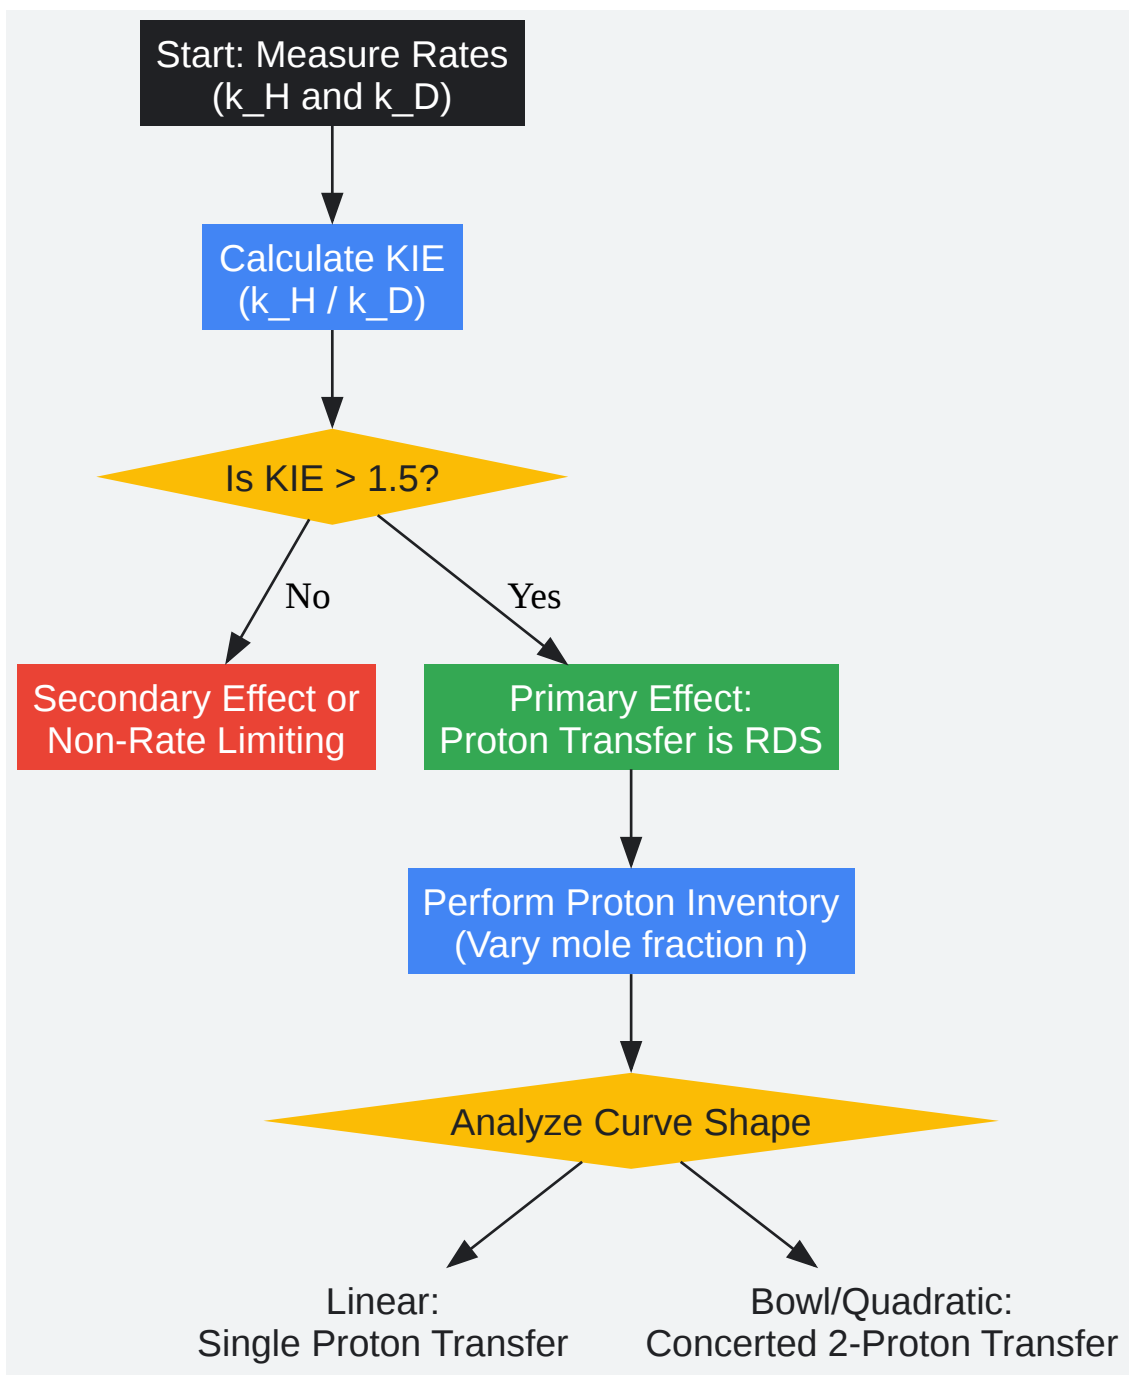 Start: Measure Rates
(k_H and k_D)
Calculate KIE
(k_H / k_D)
Is KIE > 1.5?
No
Yes
Secondary Effect or
Non-Rate Limiting
Primary Effect:
Proton Transfer is RDS
Perform Proton Inventory
(Vary mole fraction n)
Analyze Curve Shape
Linear:
Single Proton Transfer
Bowl/Quadratic:
Concerted 2-Proton Transfer